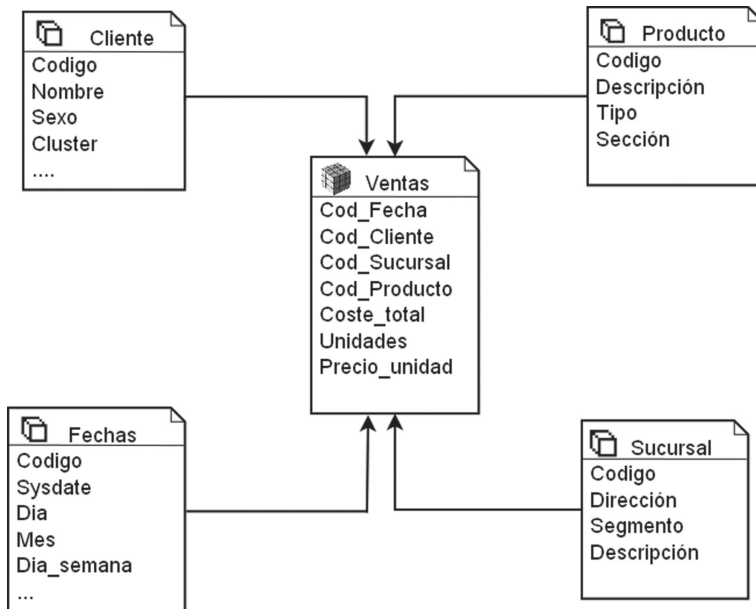 Cliente
Codigo
Nombre
Sexo
Cluster
....
Producto
Codigo
Descripción
Tipo
Sección
Ventas
Cod_Fecha
Cod_Cliente
Cod_Sucursal
Cod_Producto
Coste_total
Unidades
Precio_unidad
Fechas
Codigo
Sysdate
Dia
Mes
Dia_semana
...
Sucursal
Codigo
Dirección
Segmento
Descripción